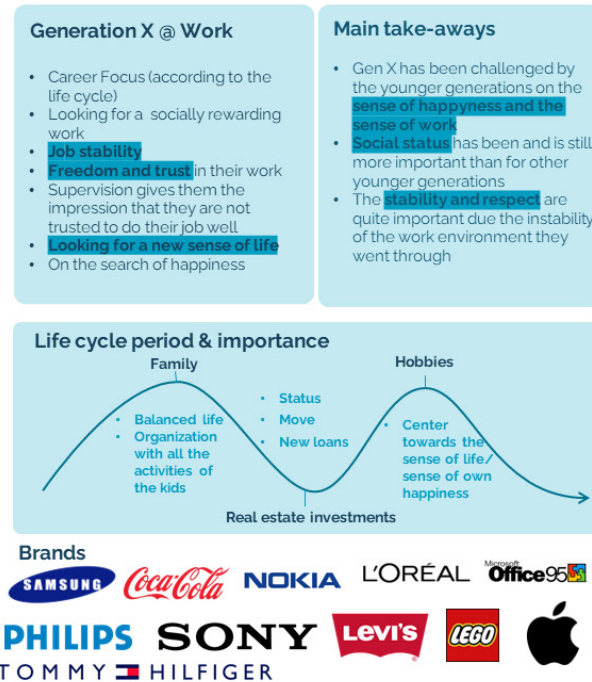 Generation X @ Work
• Career Focus (according to the
life cycle)
• Looking for a socially rewarding
work
• Job stability
• Freedom and trust in their work
• Supervision gives them the
impression that they are not
trusted to do their job well
• Looking for a new sense of life
• On the search of happiness
Main take-aways
• Gen X has been challenged by
the younger generations on the
sense of happyness and the
sense of work
• Social status has been and is still
more important than for other
younger generations
• The stability and respect are
quite important due the instability
of the work environment they
went through
Life cycle period & importance
Family
• Balanced life
• Organization
with all the
activities of
the kids
• Status
• Move
• New loans
Real estate investments
Hobbies
• Center
towards the
sense of life/
sense of own
happiness
Brands
SAMSUNG
Coca-Cola
NOKIA
L'ORÉAL
Microsoft
Office95
PHILIPS
SONY
LEVI'S
LEGO
TOMMY HILFIGER